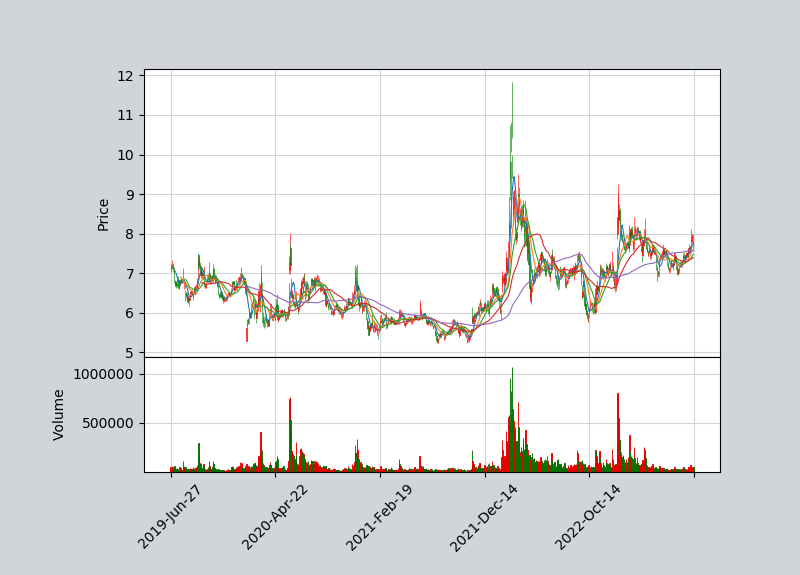 12
11
10
9
8
7
6
5
Price
1000000
500000
Volume
2019-Jun-27
2020-Apr-22
2021-Feb-19
2021-Dec-14
2022-Oct-14